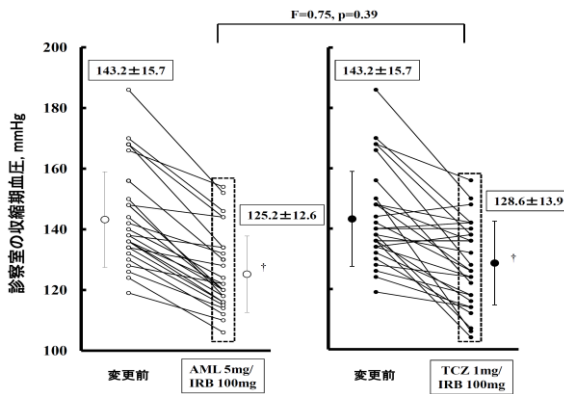 F=0.75, p=0.39
診察室の収縮期血圧, mmHg
200
180
160
140
120
100
143.2±15.7
125.2±12.6
†
変更前
AML 5mg/
IRB 100mg
143.2±15.7
128.6±13.9
†
変更前
TCZ 1mg/
IRB 100mg